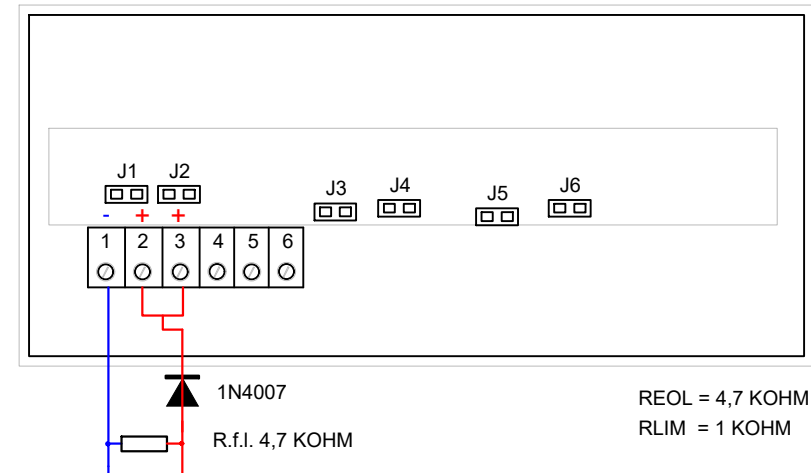 J1 J2
J3 J4 J5 J6
- + +
1 2 3 4 5 6
1N4007
REOL = 4,7 KOHM
RLIM = 1 KOHM
R.f.l. 4,7 KOHM